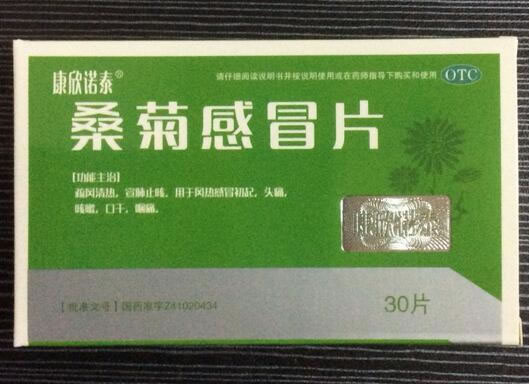 康欣诺泰®
请仔细阅读说明书并按说明使用或在药师指导下购买和使用
OTC
桑菊感冒片
【功能主治】
疏风清热，宣肺止咳。用于风热感冒初起，头痛，
咳嗽，口干，咽痛。
【批准文号】国药准字Z41020434
30片